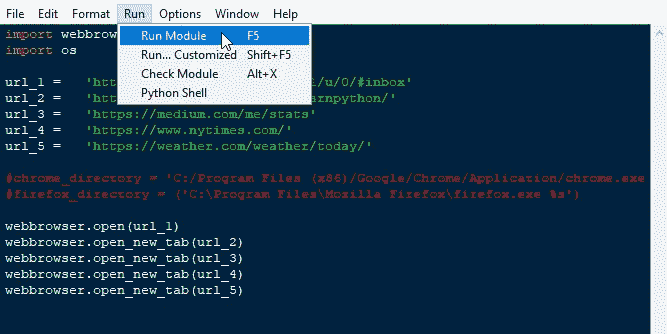 File Edit Format Run Options Window Help
Run Module F5
Run... Customized Shift+F5
Check Module Alt+X
Python Shell
import webbrow
import os
url_1 = 'htt i/u/0/#inbox'
url_2 = 'htt arnpython/'
url_3 = 'https://medium.com/me/stats'
url_4 = 'https://www.nytimes.com/'
url_5 = 'https://weather.com/weather/today/'
#chrome_directory = 'C:/Program Files (x86)/Google/Chrome/Application/chrome.exe
#firefox_directory = ('C:\Program Files\Mozilla Firefox\firefox.exe %s')
webbrowser.open(url_1)
webbrowser.open_new_tab(url_2)
webbrowser.open_new_tab(url_3)
webbrowser.open_new_tab(url_4)
webbrowser.open_new_tab(url_5)